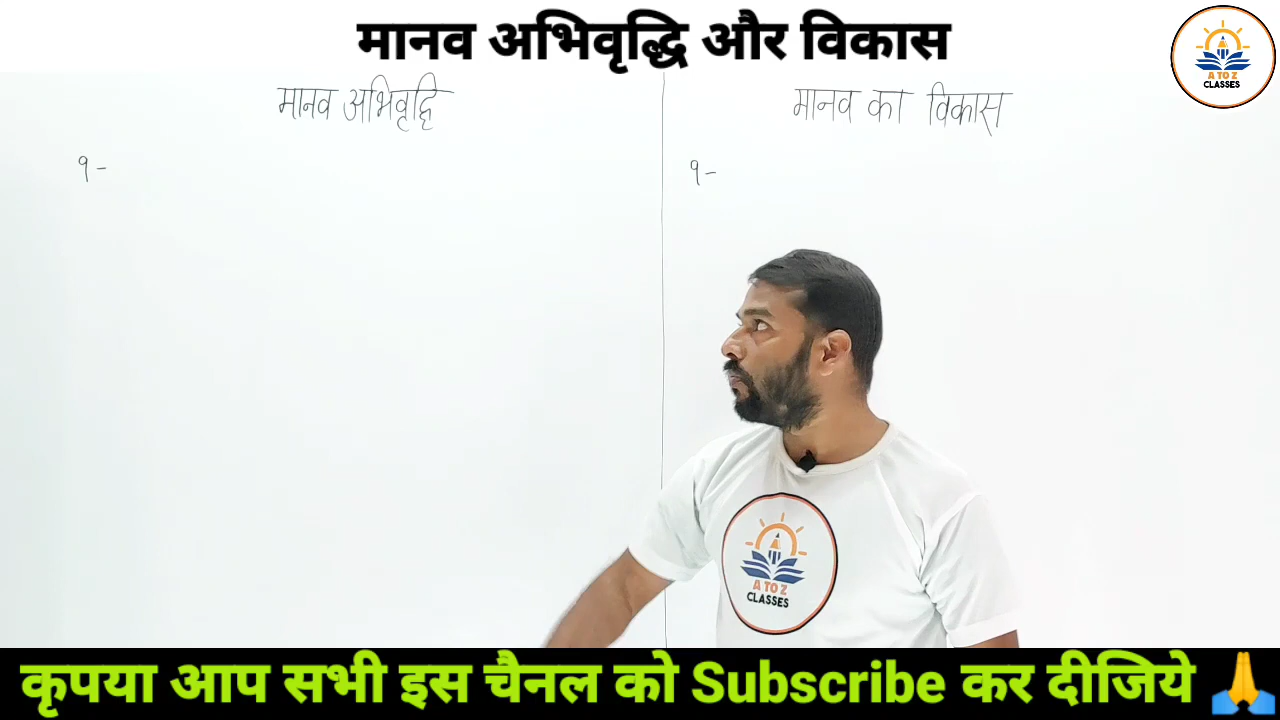 मानव अभिवृद्धि और विकास
A TO Z
CLASSES
मानव अभिवृद्धि
मानव का विकास
१-
१-
A TO Z
CLASSES
कृपया आप सभी इस चैनल को Subscribe कर दीजिये 🙏